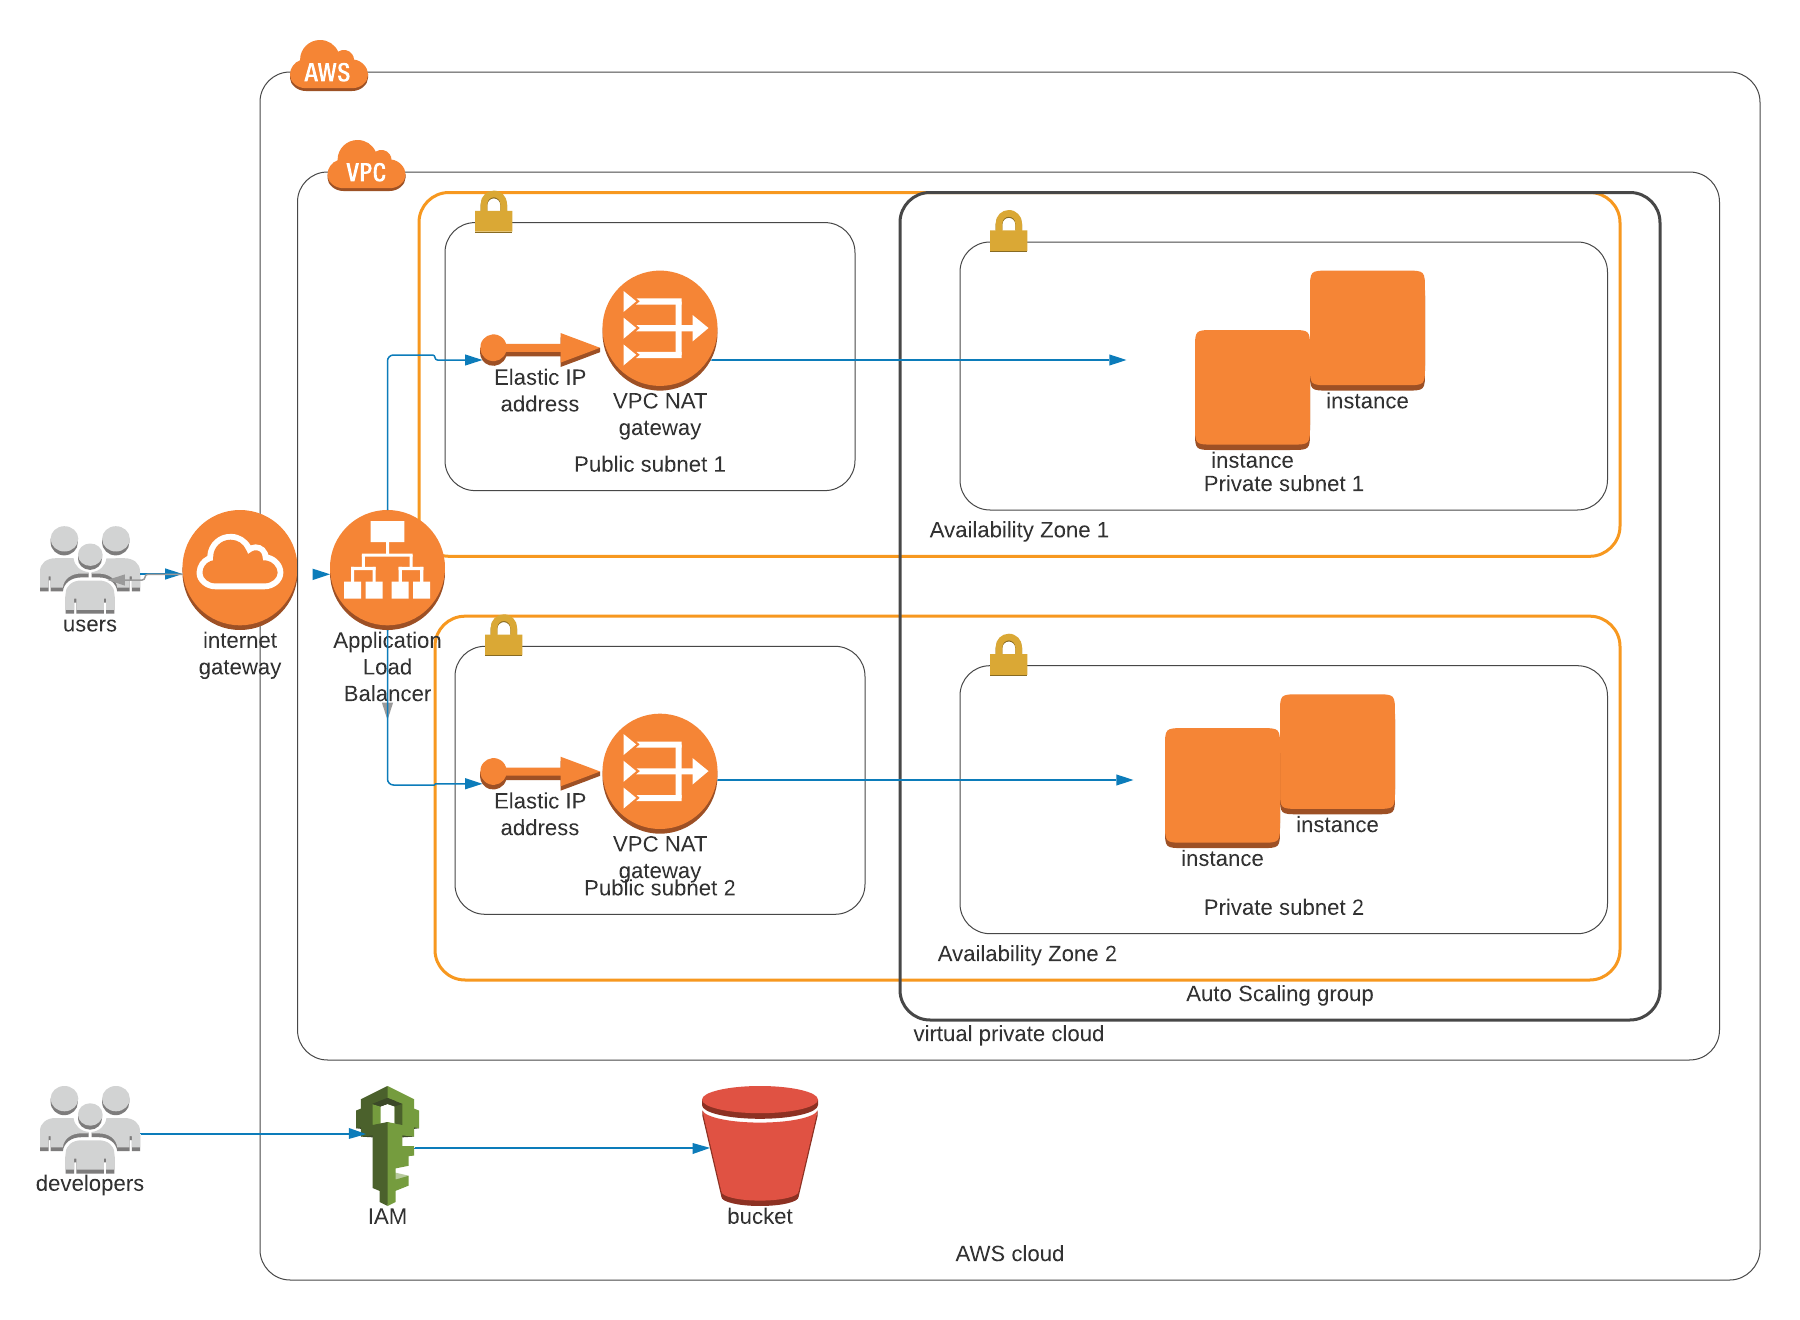 AWS
VPC
Elastic IP
address
VPC NAT
gateway
Public subnet 1
instance
instance
Private subnet 1
Availability Zone 1
users
internet
gateway
Application
Load
Balancer
Elastic IP
address
VPC NAT
gateway
Public subnet 2
instance
instance
Private subnet 2
Availability Zone 2
Auto Scaling group
virtual private cloud
developers
IAM
bucket
AWS cloud